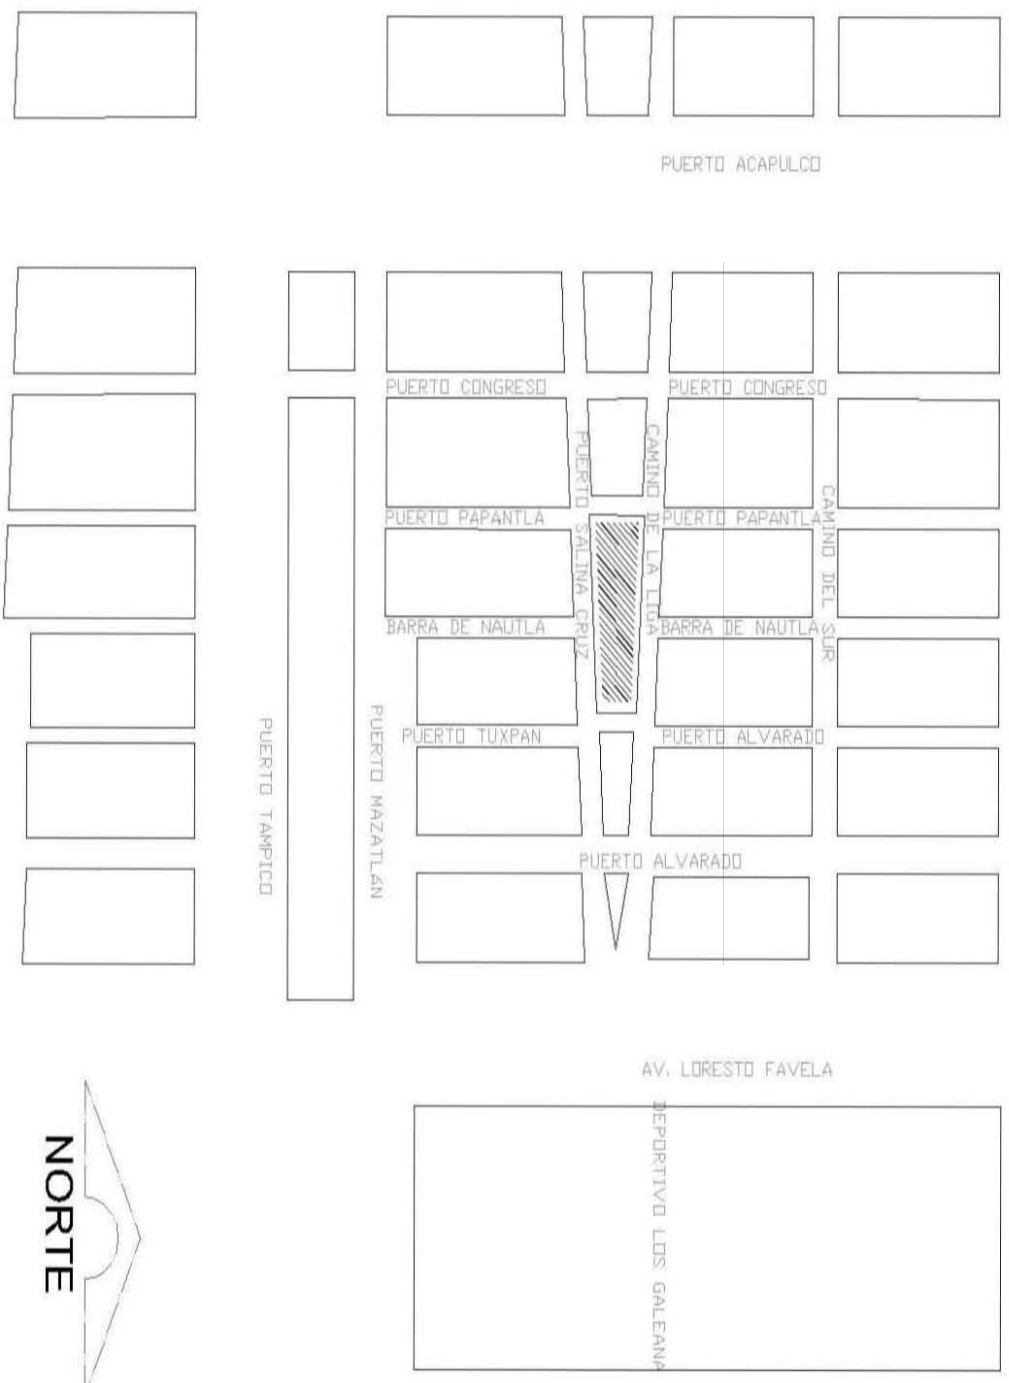 PUERTO ACAPULCO
PUERTO CONGRESO
PUERTO CONGRESO
PUERTO SALINA CRUZ
CAMINO DE LA LIGA
CAMINO DEL SUR
PUERTO PAPANTLA
PUERTO PAPANTLA
BARRA DE NAUTLA
BARRA DE NAUTLA
PUERTO TAMPICO
PUERTO MAZATLÁN
PUERTO TUXPAN
PUERTO ALVARADO
PUERTO ALVARADO
AV. LORESTO FAVELA
DEPORTIVO LOS GALEANA
NORTE